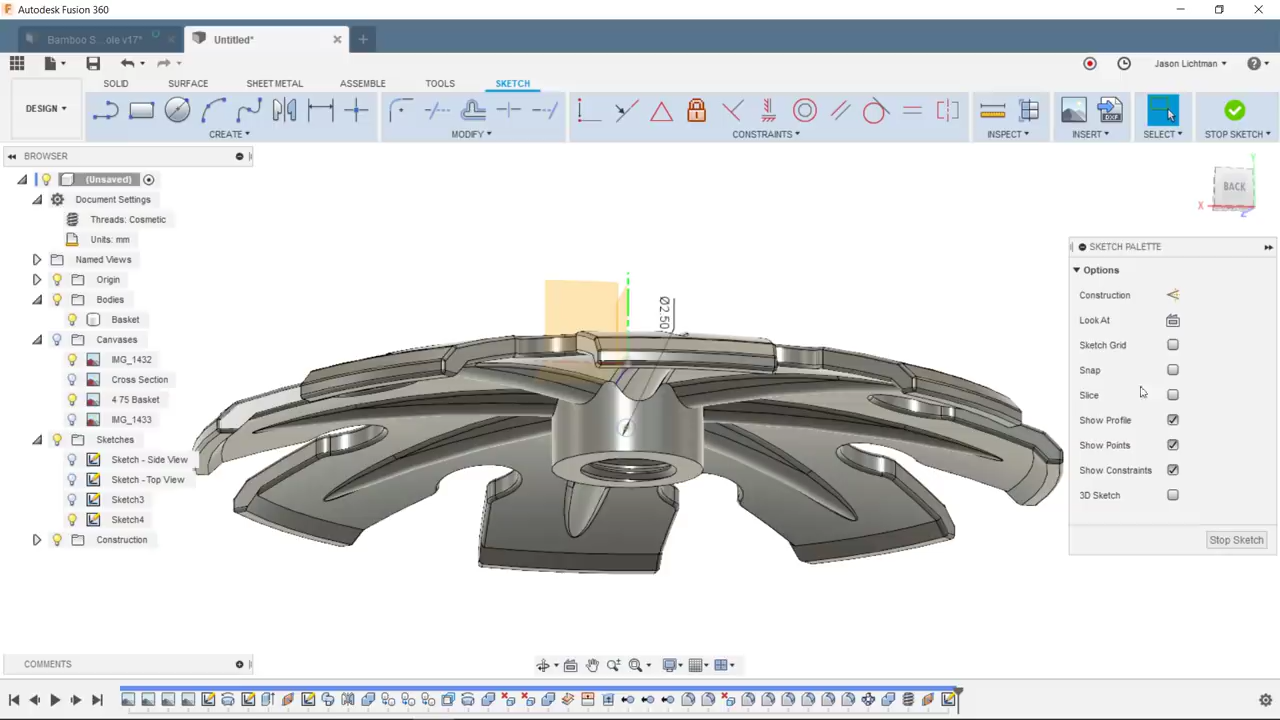 Autodesk Fusion 360
Bamboo S...ole v17*
Untitled*
Jason Lichtman
SOLID
SURFACE
SHEET METAL
ASSEMBLE
TOOLS
SKETCH
DESIGN
CREATE
MODIFY
CONSTRAINTS
INSPECT
INSERT
SELECT
STOP SKETCH
BROWSER
(Unsaved)
Document Settings
Threads: Cosmetic
Units: mm
Named Views
Origin
Bodies
Basket
Canvases
IMG_1432
Cross Section
4 75 Basket
IMG_1433
Sketches
Sketch - Side View
Sketch - Top View
Sketch3
Sketch4
Construction
Ø2.50
Y
BACK
X
Z
SKETCH PALETTE
Options
Construction
Look At
Sketch Grid
Snap
Slice
Show Profile
Show Points
Show Constraints
3D Sketch
Stop Sketch
COMMENTS